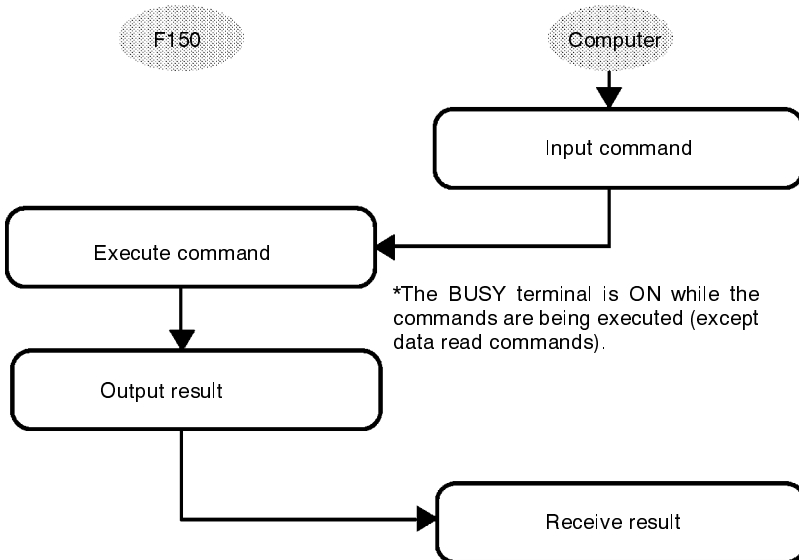 F150
Computer
Input command
Execute command
*The BUSY terminal is ON while the
commands are being executed (except
data read commands).
Output result
Receive result